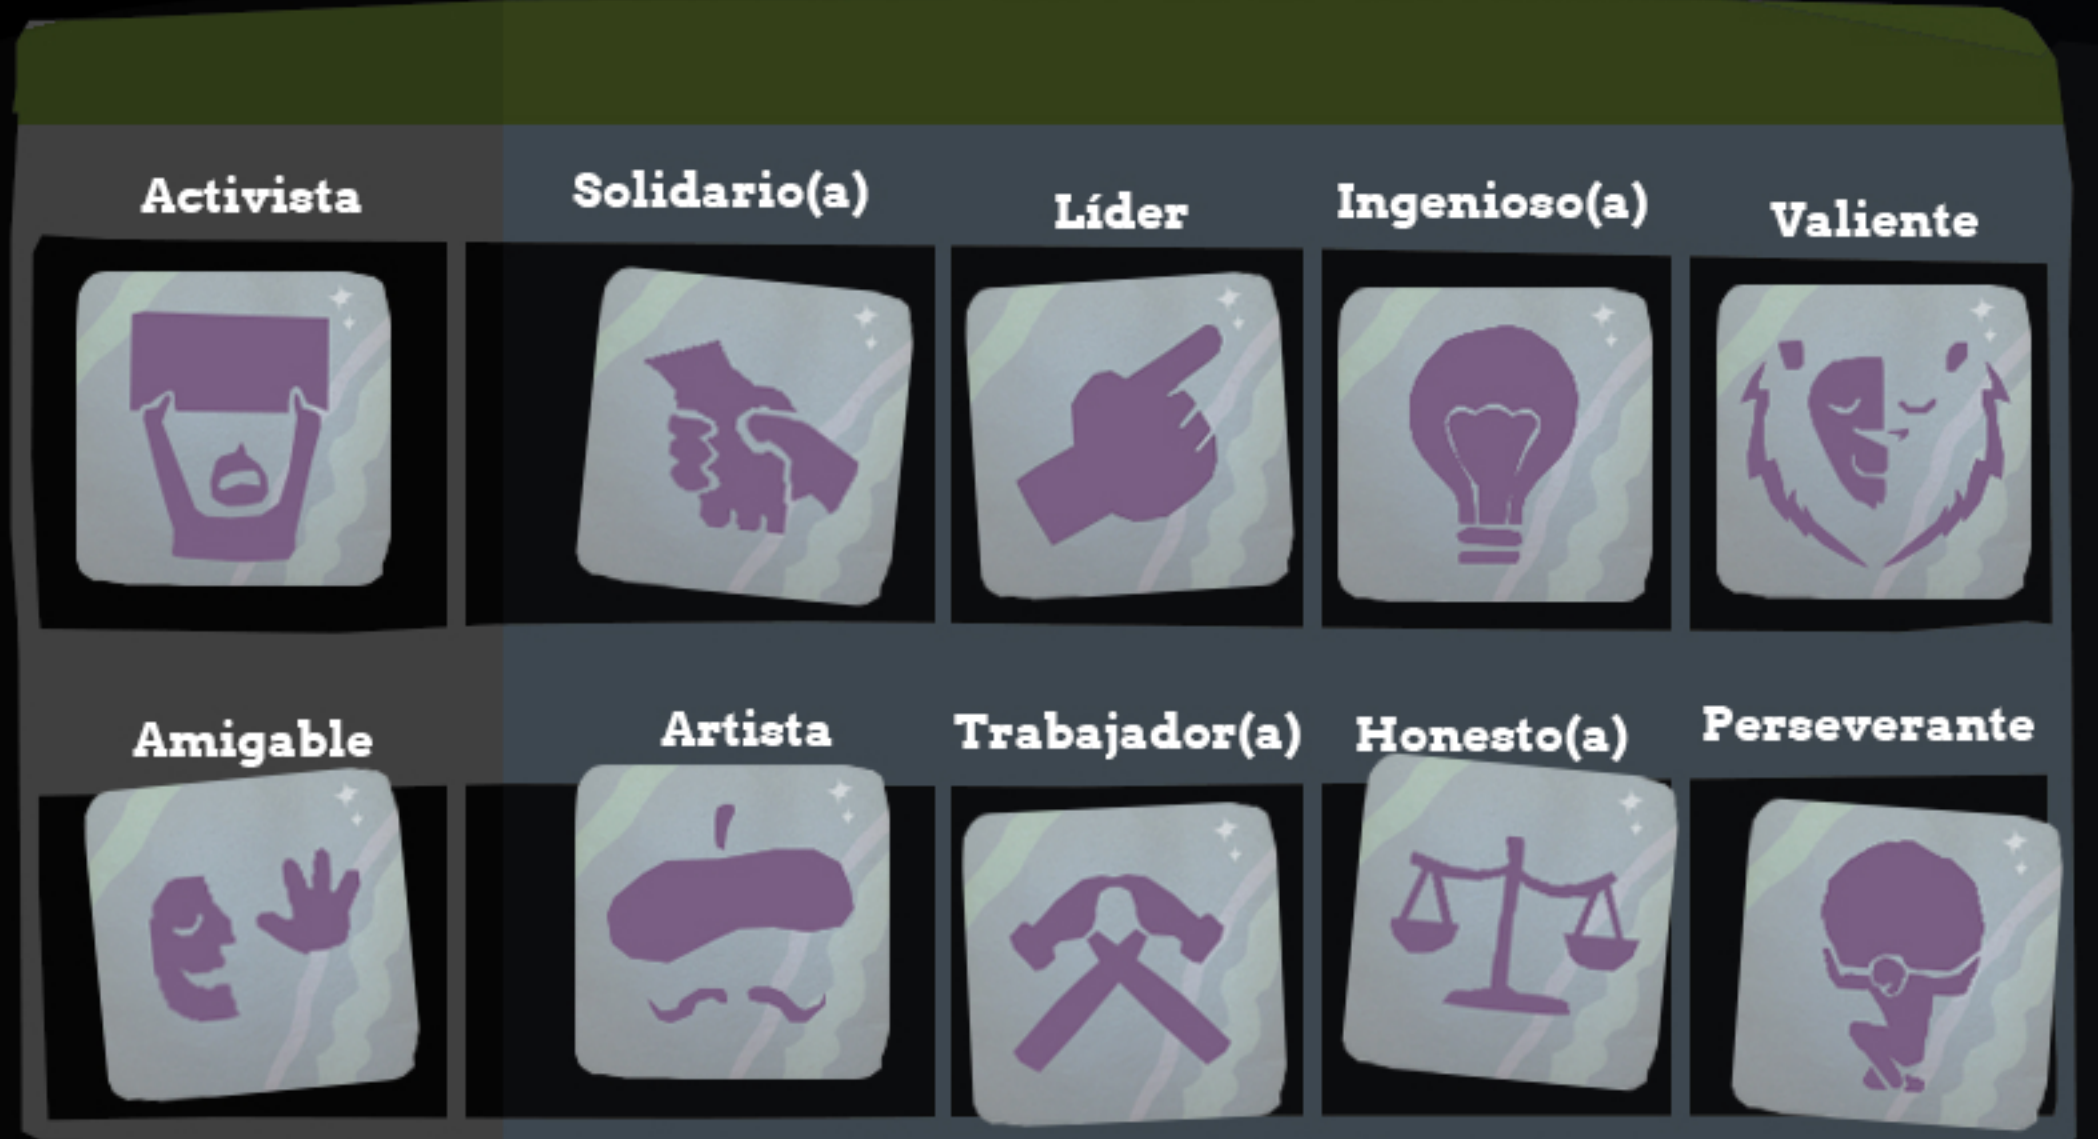 Activista
Solidario(a)
Líder
Ingenioso(a)
Valiente
Amigable
Artista
Trabajador(a)
Honesto(a)
Perseverante